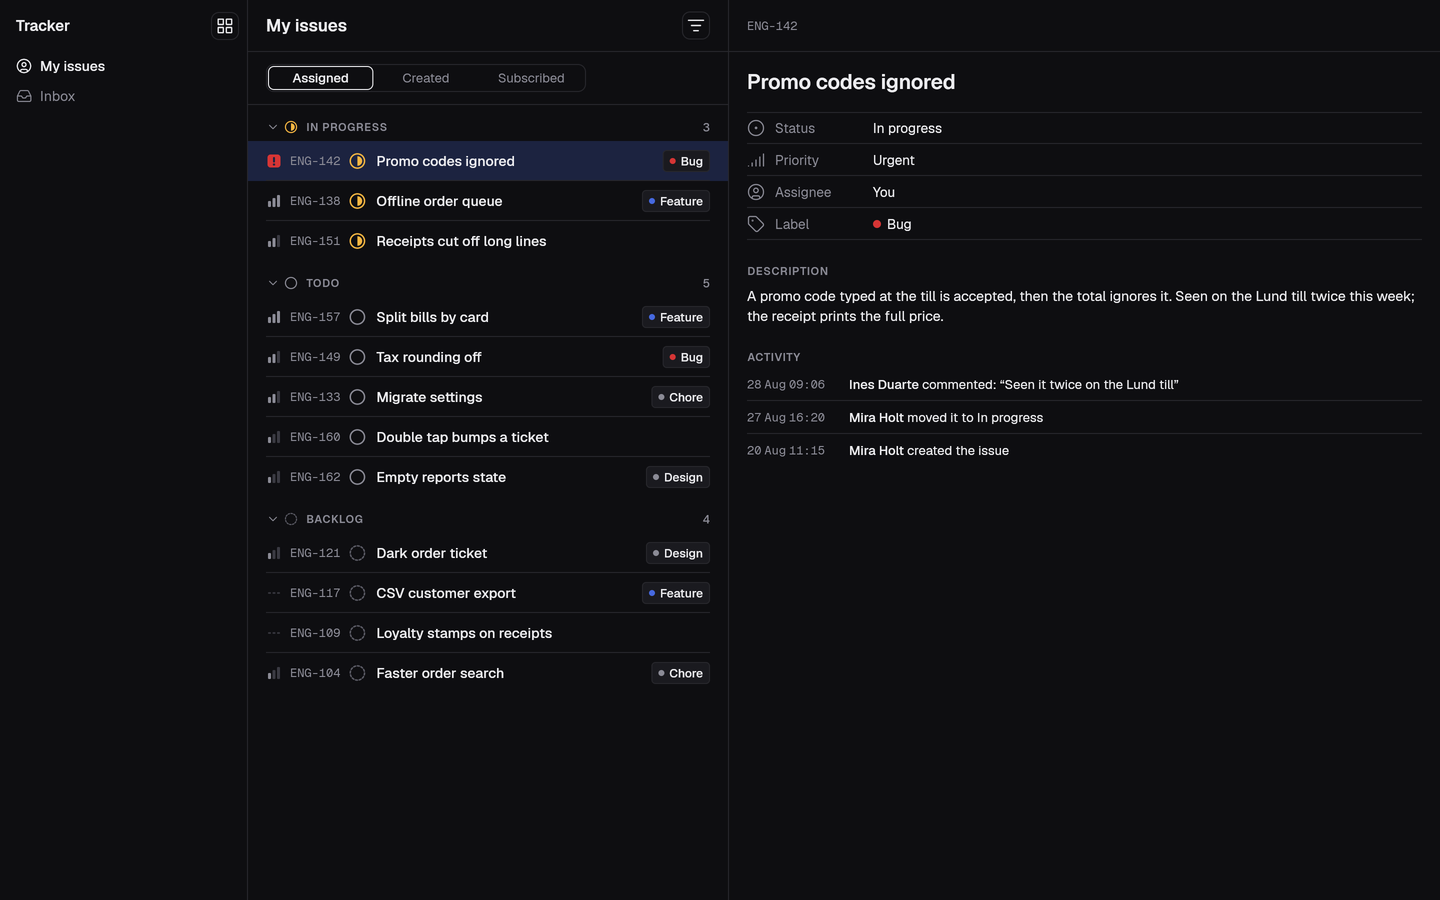 Tracker
My issues
Inbox
My issues
Assigned Created Subscribed
IN PROGRESS 3
ENG-142 Promo codes ignored Bug
ENG-138 Offline order queue Feature
ENG-151 Receipts cut off long lines
TODO 5
ENG-157 Split bills by card Feature
ENG-149 Tax rounding off Bug
ENG-133 Migrate settings Chore
ENG-160 Double tap bumps a ticket
ENG-162 Empty reports state Design
BACKLOG 4
ENG-121 Dark order ticket Design
ENG-117 CSV customer export Feature
ENG-109 Loyalty stamps on receipts
ENG-104 Faster order search Chore
ENG-142
Promo codes ignored
Status In progress
Priority Urgent
Assignee You
Label Bug
DESCRIPTION
A promo code typed at the till is accepted, then the total ignores it. Seen on the Lund till twice this week;
the receipt prints the full price.
ACTIVITY
28 Aug 09:06 Ines Duarte commented: “Seen it twice on the Lund till”
27 Aug 16:20 Mira Holt moved it to In progress
20 Aug 11:15 Mira Holt created the issue